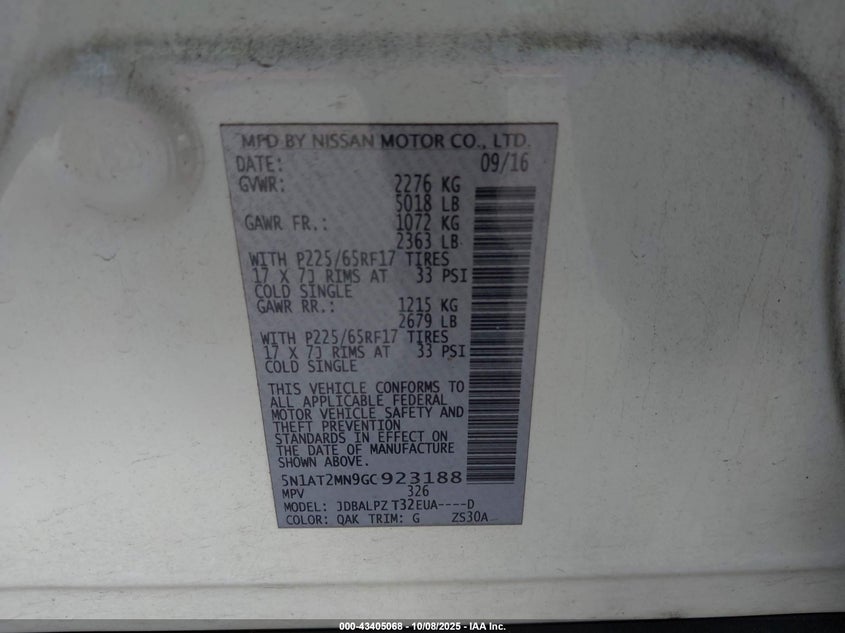 MFD BY NISSAN MOTOR CO., LTD.
DATE: 09/16
GVWR: 2276 KG
5018 LB
GAWR FR.: 1072 KG
2363 LB
WITH P225/65RF17 TIRES
17 X 7J RIMS AT 33 PSI
COLD SINGLE
GAWR RR.: 1215 KG
2679 LB
WITH P225/65RF17 TIRES
17 X 7J RIMS AT 33 PSI
COLD SINGLE
THIS VEHICLE CONFORMS TO
ALL APPLICABLE FEDERAL
MOTOR VEHICLE SAFETY AND
THEFT PREVENTION
STANDARDS IN EFFECT ON
THE DATE OF MANUFACTURE
SHOWN ABOVE.
5N1AT2MN9GC923188
MPV 326
MODEL: JDBALPZ T32EUA----D
COLOR: QAK TRIM: G ZS30A
000-43405068 - 10/08/2025 - IAA Inc.